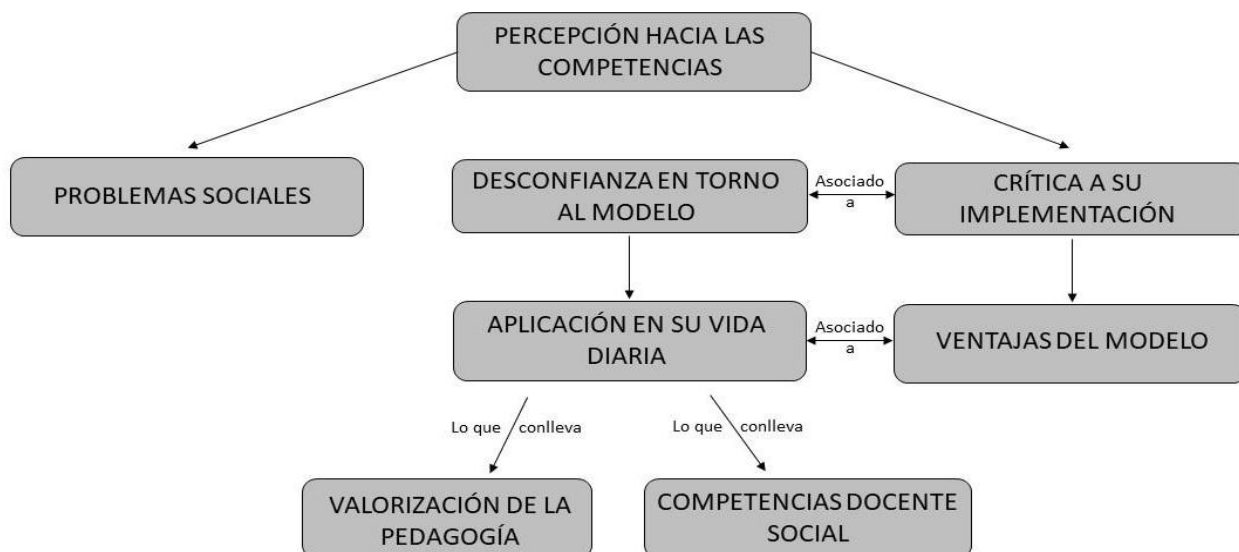 PERCEPCIÓN HACIA LAS
COMPETENCIAS
PROBLEMAS SOCIALES
DESCONFIANZA EN TORNO
AL MODELO
Asociado
a
CRÍTICA A SU
IMPLEMENTACIÓN
APLICACIÓN EN SU VIDA
DIARIA
Asociado
a
VENTAJAS DEL MODELO
Lo que conlleva
Lo que conlleva
VALORIZACIÓN DE LA
PEDAGOGÍA
COMPETENCIAS DOCENTE
SOCIAL